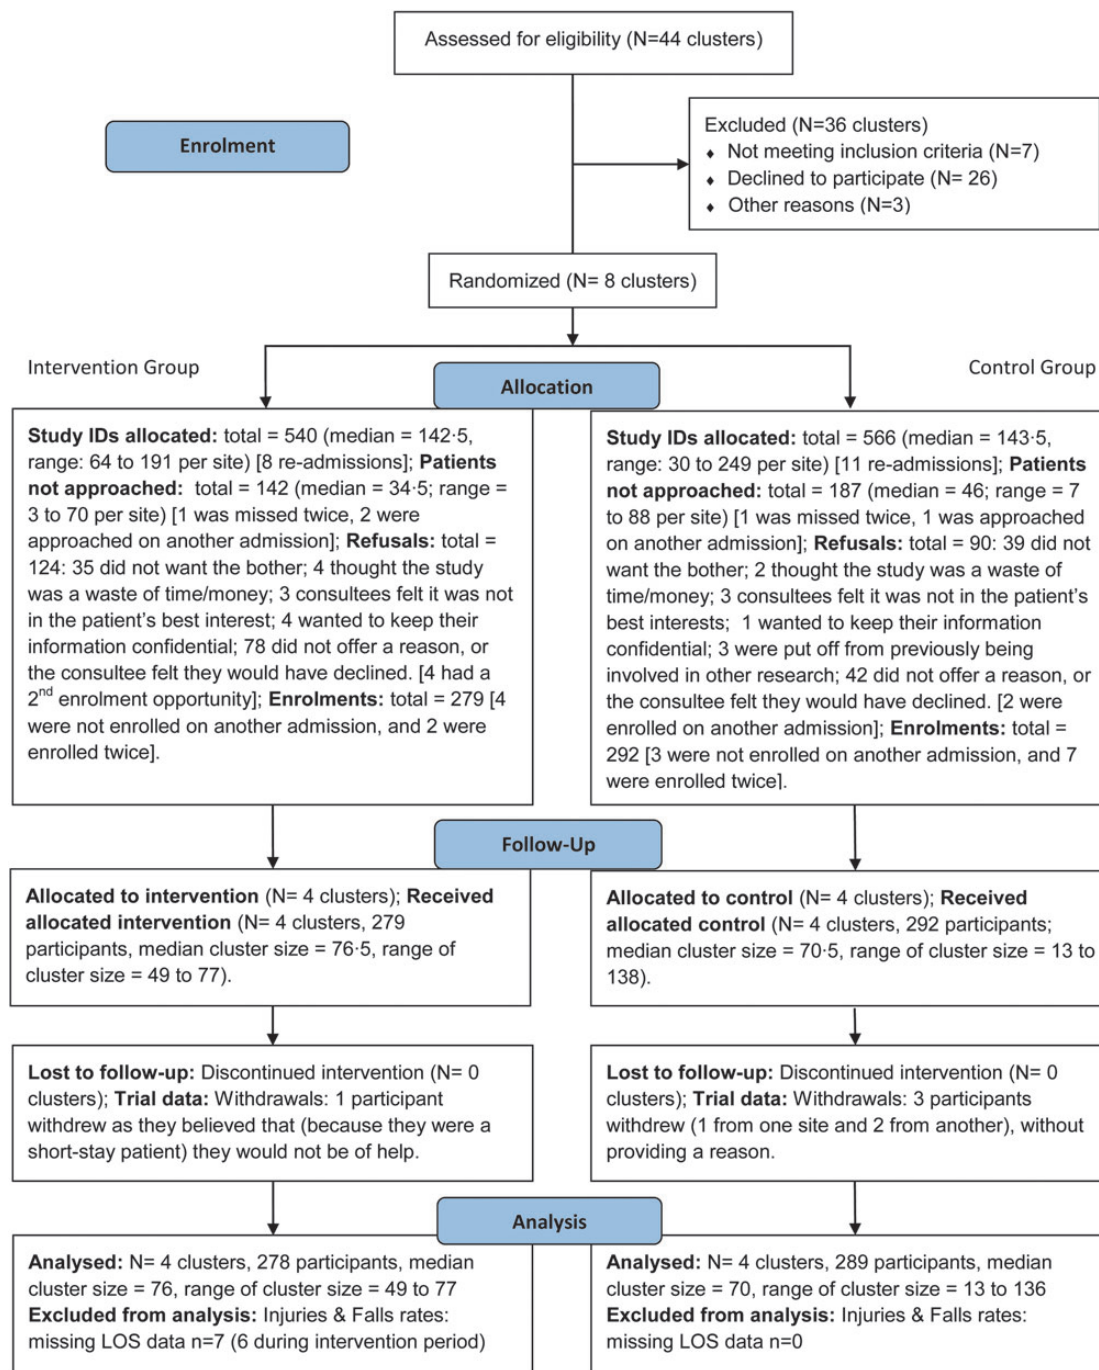 Assessed for eligibility (N=44 clusters)
Enrolment
Excluded (N=36 clusters)
♦ Not meeting inclusion criteria (N=7)
♦ Declined to participate (N= 26)
♦ Other reasons (N=3)
Randomized (N= 8 clusters)
Intervention Group
Control Group
Allocation
Study IDs allocated: total = 540 (median = 142·5,
range: 64 to 191 per site) [8 re-admissions]; Patients
not approached: total = 142 (median = 34·5; range =
3 to 70 per site) [1 was missed twice, 2 were
approached on another admission]; Refusals: total =
124: 35 did not want the bother; 4 thought the study
was a waste of time/money; 3 consultees felt it was not
in the patient's best interest; 4 wanted to keep their
information confidential; 78 did not offer a reason, or
the consultee felt they would have declined. [4 had a
2nd enrolment opportunity]; Enrolments: total = 279 [4
were not enrolled on another admission, and 2 were
enrolled twice].
Study IDs allocated: total = 566 (median = 143·5,
range: 30 to 249 per site) [11 re-admissions]; Patients
not approached: total = 187 (median = 46; range = 7
to 88 per site) [1 was missed twice, 1 was approached
on another admission]; Refusals: total = 90: 39 did not
want the bother; 2 thought the study was a waste of
time/money; 3 consultees felt it was not in the patient's
best interests; 1 wanted to keep their information
confidential; 3 were put off from previously being
involved in other research; 42 did not offer a reason, or
the consultee felt they would have declined. [2 were
enrolled on another admission]; Enrolments: total =
292 [3 were not enrolled on another admission, and 7
were enrolled twice].
Follow-Up
Allocated to intervention (N= 4 clusters); Received
allocated intervention (N= 4 clusters, 279
participants, median cluster size = 76·5, range of
cluster size = 49 to 77).
Allocated to control (N= 4 clusters); Received
allocated control (N= 4 clusters, 292 participants;
median cluster size = 70·5, range of cluster size = 13 to
138).
Lost to follow-up: Discontinued intervention (N= 0
clusters); Trial data: Withdrawals: 1 participant
withdrew as they believed that (because they were a
short-stay patient) they would not be of help.
Lost to follow-up: Discontinued intervention (N= 0
clusters); Trial data: Withdrawals: 3 participants
withdrew (1 from one site and 2 from another), without
providing a reason.
Analysis
Analysed: N= 4 clusters, 278 participants, median
cluster size = 76, range of cluster size = 49 to 77
Excluded from analysis: Injuries & Falls rates:
missing LOS data n=7 (6 during intervention period)
Analysed: N= 4 clusters, 289 participants, median
cluster size = 70, range of cluster size = 13 to 136
Excluded from analysis: Injuries & Falls rates:
missing LOS data n=0